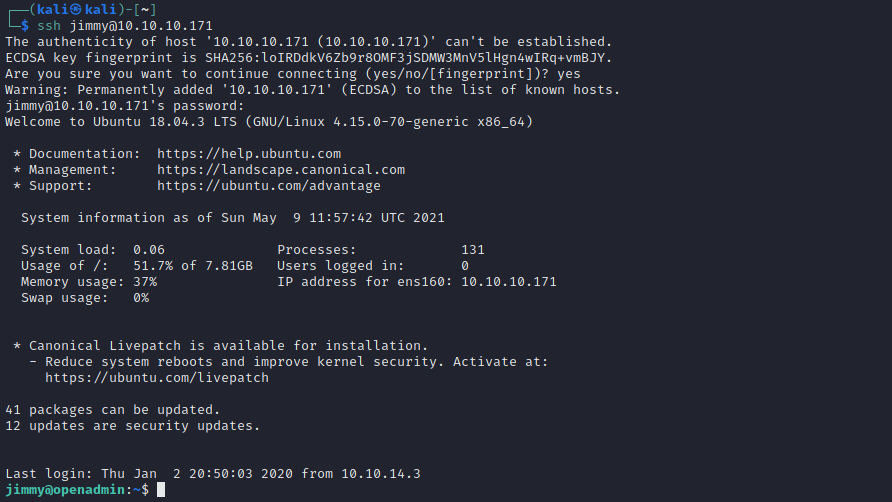 ┌──(kali㉿kali)-[~]
└─$ ssh jimmy@10.10.10.171
The authenticity of host '10.10.10.171 (10.10.10.171)' can't be established.
ECDSA key fingerprint is SHA256:loIRDdkV6Zb9r8OMF3jSDMW3MnV5lHgn4wIRq+vmBJY.
Are you sure you want to continue connecting (yes/no/[fingerprint])? yes
Warning: Permanently added '10.10.10.171' (ECDSA) to the list of known hosts.
jimmy@10.10.10.171's password:
Welcome to Ubuntu 18.04.3 LTS (GNU/Linux 4.15.0-70-generic x86_64)
* Documentation:  https://help.ubuntu.com
* Management:     https://landscape.canonical.com
* Support:        https://ubuntu.com/advantage
System information as of Sun May  9 11:57:42 UTC 2021
System load:  0.06              Processes:             131
Usage of /:   51.7% of 7.81GB   Users logged in:       0
Memory usage: 37%               IP address for ens160: 10.10.10.171
Swap usage:   0%
* Canonical Livepatch is available for installation.
- Reduce system reboots and improve kernel security. Activate at:
https://ubuntu.com/livepatch
41 packages can be updated.
12 updates are security updates.
Last login: Thu Jan  2 20:50:03 2020 from 10.10.14.3
jimmy@openadmin:~$